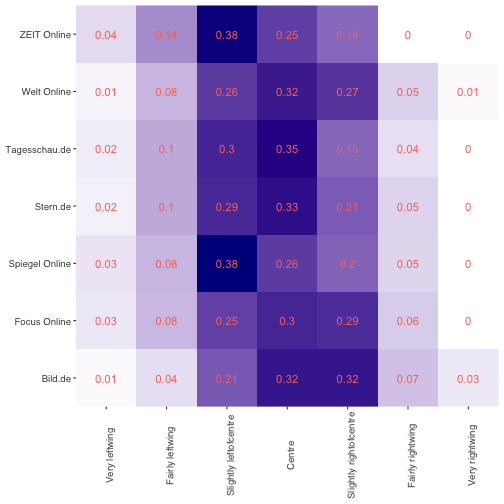 ZEIT Online 0.04 0.14 0.38 0.25 0.19 0 0
Welt Online 0.01 0.08 0.26 0.32 0.27 0.05 0.01
Tagesschau.de 0.02 0.1 0.3 0.35 0.19 0.04 0
Stern.de 0.02 0.1 0.29 0.33 0.21 0.05 0
Spiegel Online 0.03 0.08 0.38 0.26 0.2 0.05 0
Focus Online 0.03 0.08 0.25 0.3 0.29 0.06 0
Bild.de 0.01 0.04 0.21 0.32 0.32 0.07 0.03
Very leftwing
Fairly leftwing
Slightly leftofcentre
Centre
Slightly rightofcentre
Fairly rightwing
Very rightwing